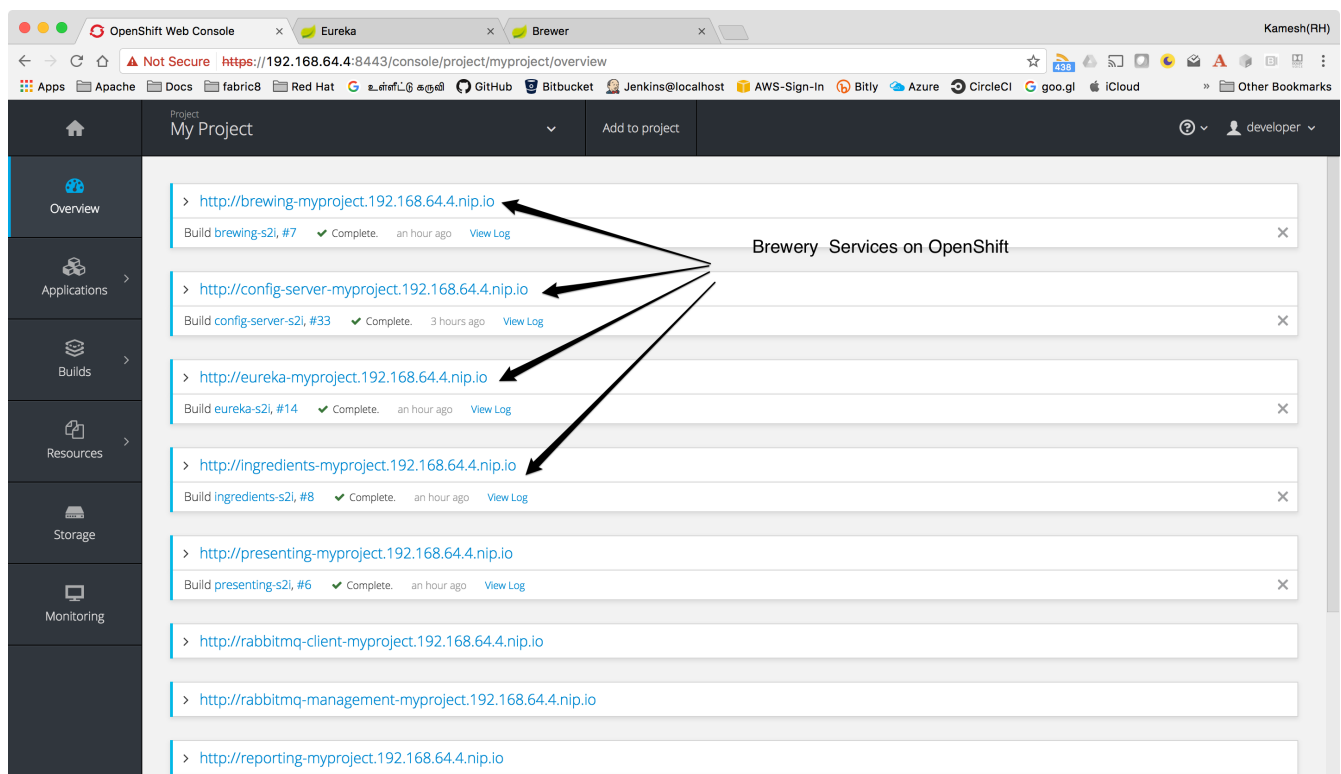 OpenShift Web Console
Eureka
Brewer
Kamesh(RH)
Not Secure https://192.168.64.4:8443/console/project/myproject/overview
438
Apps Apache Docs fabric8 Red Hat உள்ளீட்டு கருவி GitHub Bitbucket Jenkins@localhost AWS-Sign-In Bitly Azure CircleCI goo.gl iCloud » Other Bookmarks
Project
My Project
Add to project
developer
Overview
Applications
Builds
Resources
Storage
Monitoring
http://brewing-myproject.192.168.64.4.nip.io
Build brewing-s2i, #7 Complete. an hour ago View Log
Brewery Services on OpenShift
http://config-server-myproject.192.168.64.4.nip.io
Build config-server-s2i, #33 Complete. 3 hours ago View Log
http://eureka-myproject.192.168.64.4.nip.io
Build eureka-s2i, #14 Complete. an hour ago View Log
http://ingredients-myproject.192.168.64.4.nip.io
Build ingredients-s2i, #8 Complete. an hour ago View Log
http://presenting-myproject.192.168.64.4.nip.io
Build presenting-s2i, #6 Complete. an hour ago View Log
http://rabbitmq-client-myproject.192.168.64.4.nip.io
http://rabbitmq-management-myproject.192.168.64.4.nip.io
http://reporting-myproject.192.168.64.4.nip.io